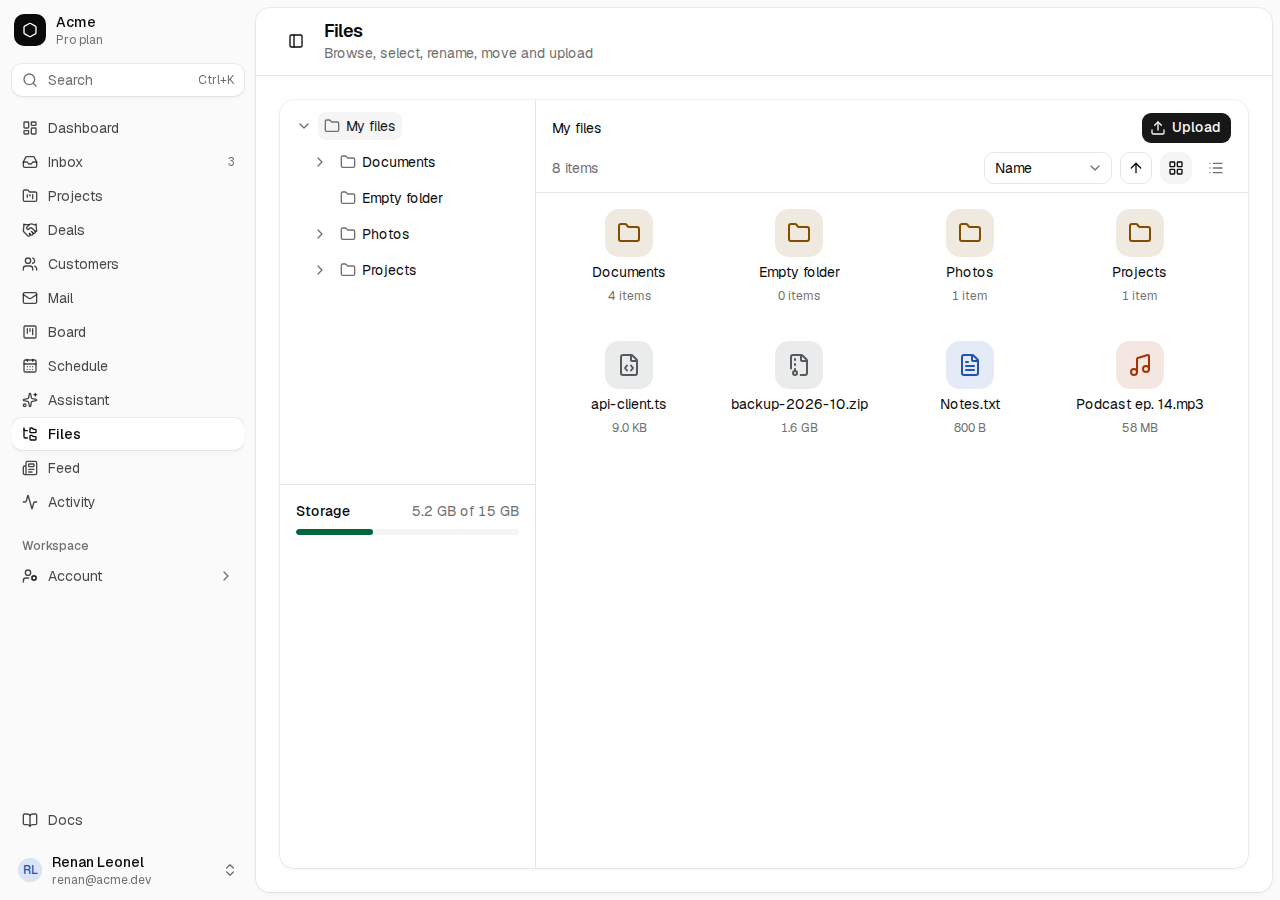 Acme
Pro plan
Search Ctrl+K
Dashboard
Inbox 3
Projects
Deals
Customers
Mail
Board
Schedule
Assistant
Files
Feed
Activity
Workspace
Account
Docs
RL
Renan Leonel
renan@acme.dev
Files
Browse, select, rename, move and upload
My files
Documents
Empty folder
Photos
Projects
Storage 5.2 GB of 15 GB
My files Upload
8 items Name
Documents Empty folder Photos Projects
4 items 0 items 1 item 1 item
api-client.ts backup-2026-10.zip Notes.txt Podcast ep. 14.mp3
9.0 KB 1.6 GB 800 B 58 MB